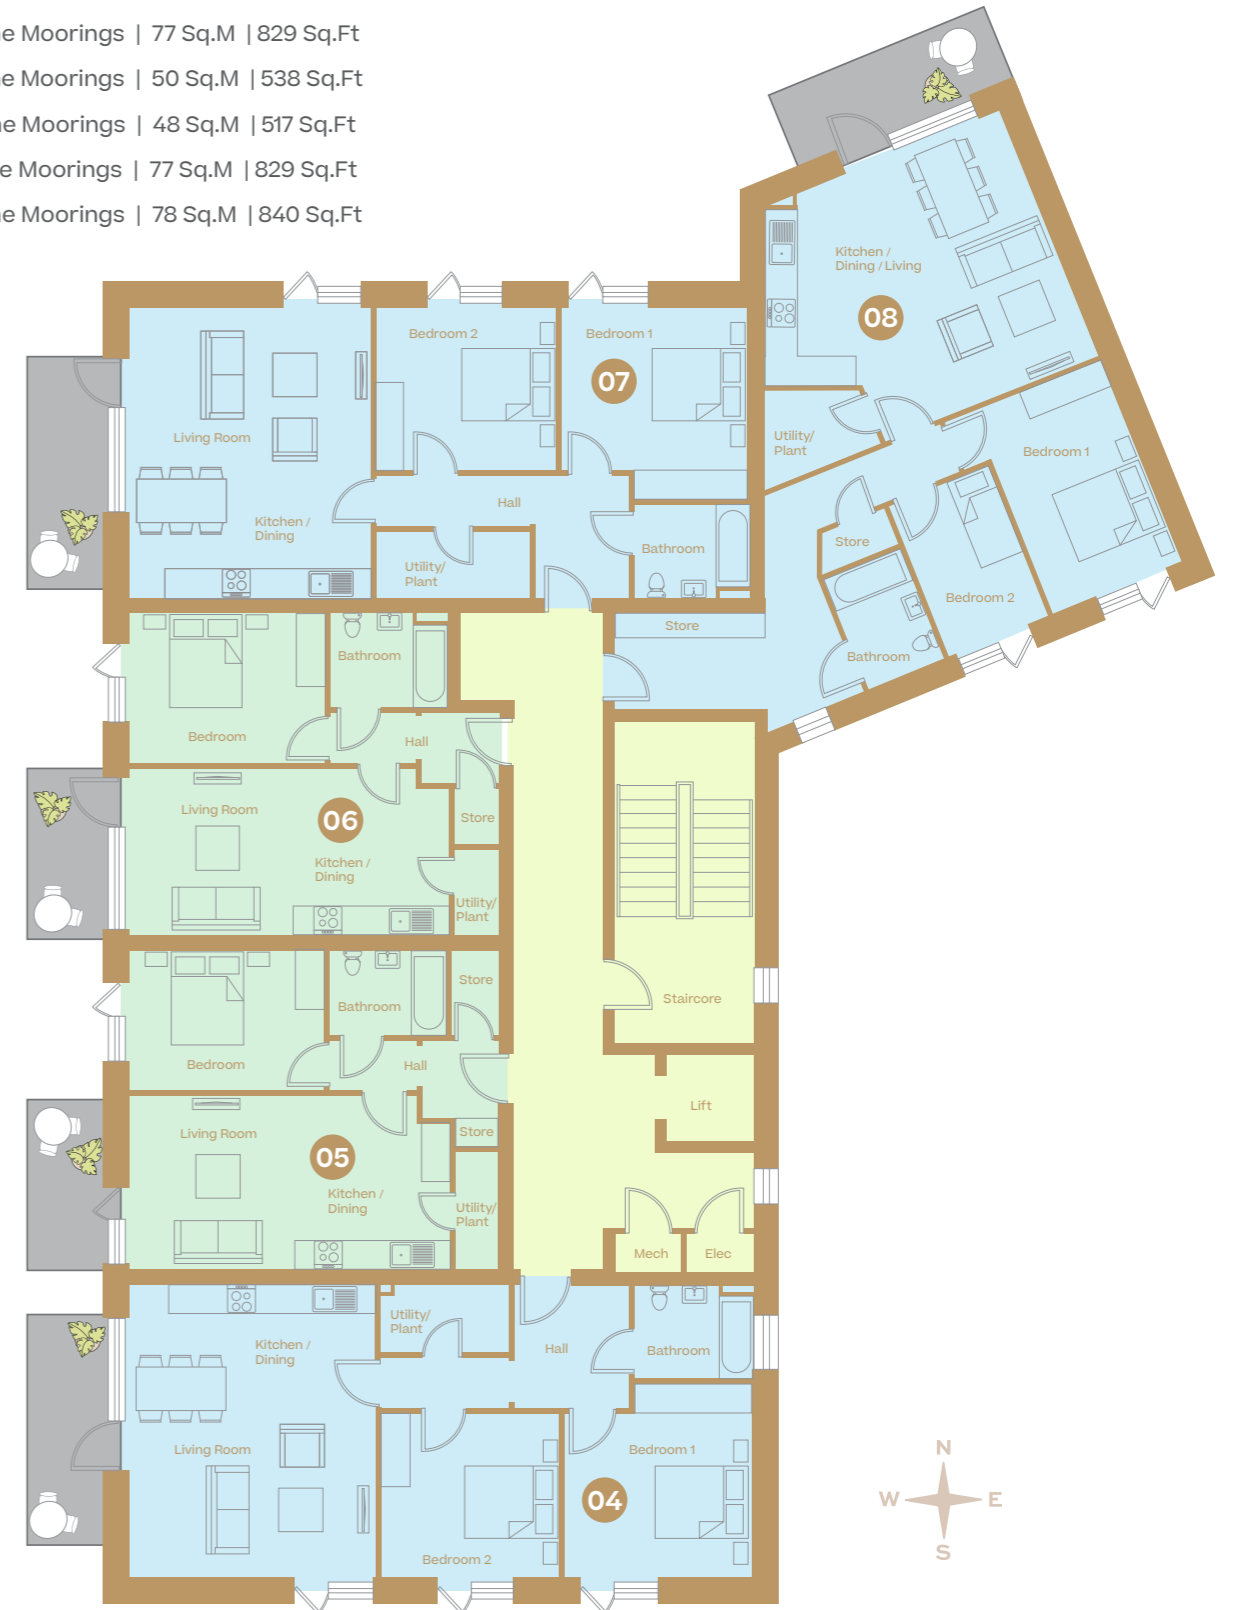 Moorings | 77 Sq.M | 829 Sq.Ft
Moorings | 50 Sq.M | 538 Sq.Ft
Moorings | 48 Sq.M | 517 Sq.Ft
Moorings | 77 Sq.M | 829 Sq.Ft
Moorings | 78 Sq.M | 840 Sq.Ft
Kitchen /
Dining / Living
08
Utility/
Plant
Bedroom 1
Store
Bedroom 2
Bathroom
Store
Bedroom 2
Bedroom 1
07
Living Room
Hall
Kitchen /
Dining
Utility/
Plant
Bathroom
Bathroom
Bedroom
Hall
Living Room
06
Store
Kitchen /
Dining
Utility/
Plant
Store
Bathroom
Bedroom
Hall
Living Room
Store
05
Kitchen /
Dining
Utility/
Plant
Staircore
Lift
Mech
Elec
Utility/
Plant
Kitchen /
Dining
Hall
Bathroom
Living Room
Bedroom 1
04
Bedroom 2
N
W
E
S